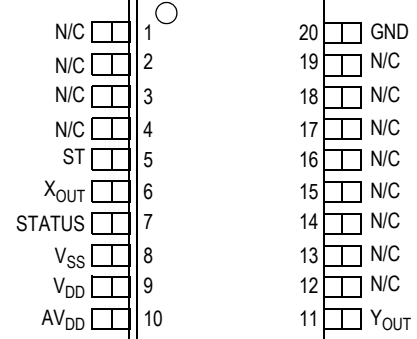 N/C 1 20 GND
N/C 2 19 N/C
N/C 3 18 N/C
N/C 4 17 N/C
ST 5 16 N/C
XOUT 6 15 N/C
STATUS 7 14 N/C
VSS 8 13 N/C
VDD 9 12 N/C
AVDD 10 11 YOUT